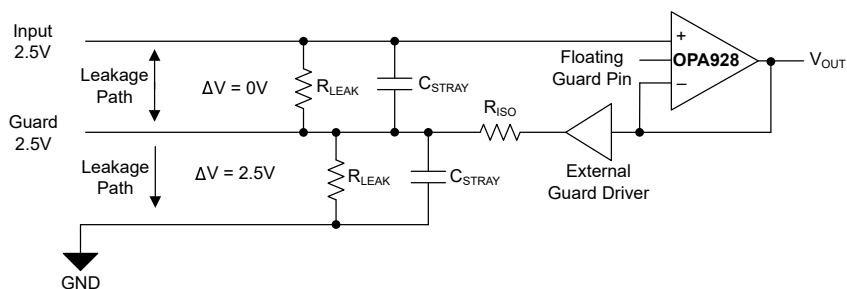 Input
2.5V
Leakage
Path
ΔV = 0V
R_LEAK
C_STRAY
Floating
Guard Pin
+
OPA928
–
V_OUT
Guard
2.5V
R_ISO
External
Guard Driver
Leakage
Path
ΔV = 2.5V
R_LEAK
C_STRAY
GND